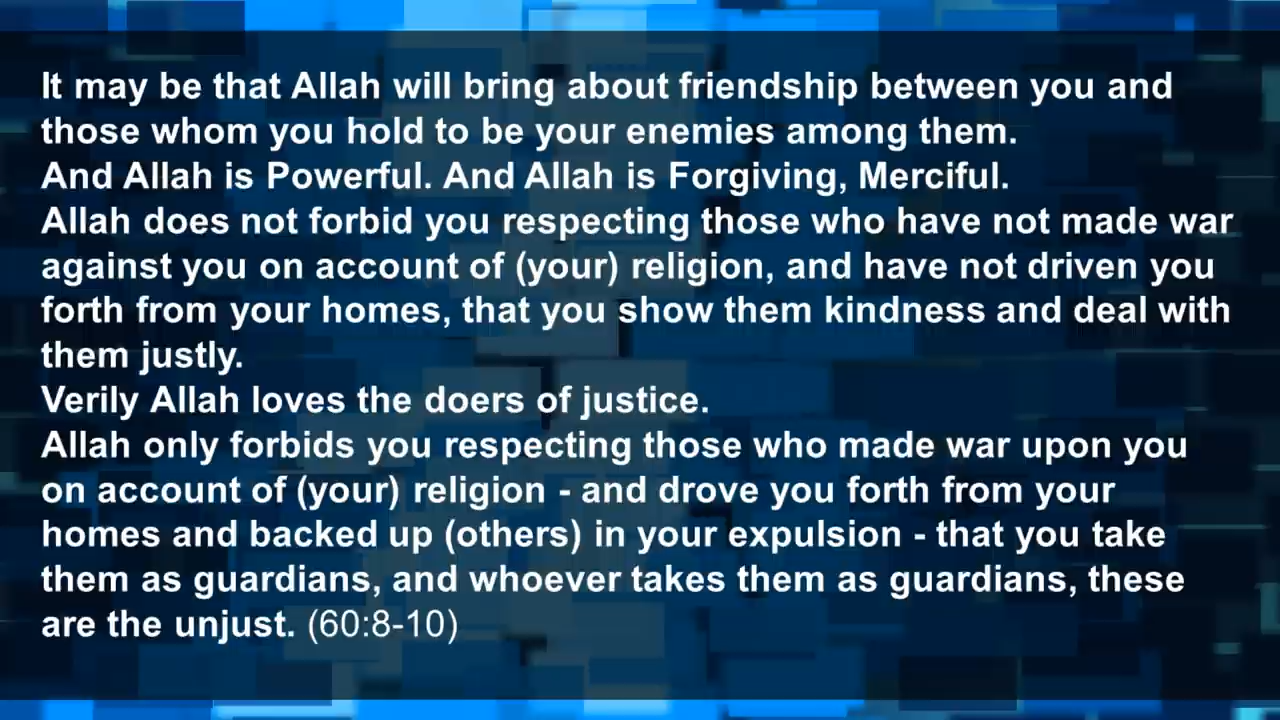 It may be that Allah will bring about friendship between you and
those whom you hold to be your enemies among them.
And Allah is Powerful. And Allah is Forgiving, Merciful.
Allah does not forbid you respecting those who have not made war
against you on account of (your) religion, and have not driven you
forth from your homes, that you show them kindness and deal with
them justly.
Verily Allah loves the doers of justice.
Allah only forbids you respecting those who made war upon you
on account of (your) religion - and drove you forth from your
homes and backed up (others) in your expulsion - that you take
them as guardians, and whoever takes them as guardians, these
are the unjust. (60:8-10)